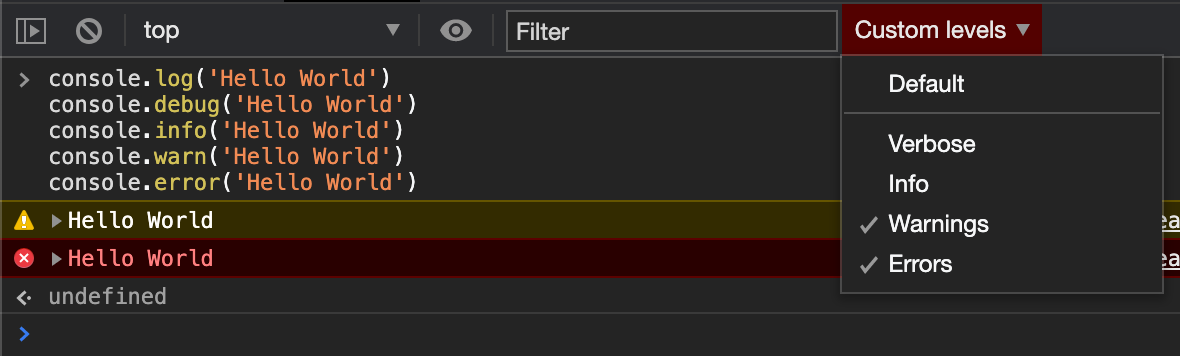 top
Filter
Custom levels
console.log('Hello World')
console.debug('Hello World')
console.info('Hello World')
console.warn('Hello World')
console.error('Hello World')
Hello World
Hello World
undefined
Default
Verbose
Info
Warnings
Errors